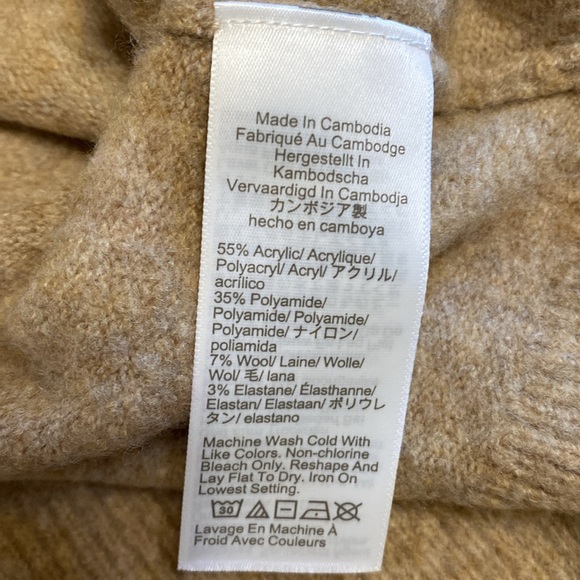 Made In Cambodia
Fabriqué Au Cambodge
Hergestellt In
Kambodscha
Vervaardigd In Cambodja
カンボジア製
hecho en camboya
55% Acrylic/ Acrylique/
Polyacryl/ Acryl/ アクリル/
acrílico
35% Polyamide/
Polyamide/ Polyamide/
Polyamide/ ナイロン/
poliamida
7% Wool/ Laine/ Wolle/
Wol/ 毛/ lana
3% Elastane/ Élasthanne/
Elastan/ Elastaan/ ポリウレ
タン/ elastano
Machine Wash Cold With
Like Colors. Non-chlorine
Bleach Only. Reshape And
Lay Flat To Dry. Iron On
Lowest Setting.
30
Lavage En Machine À
Froid Avec Couleurs